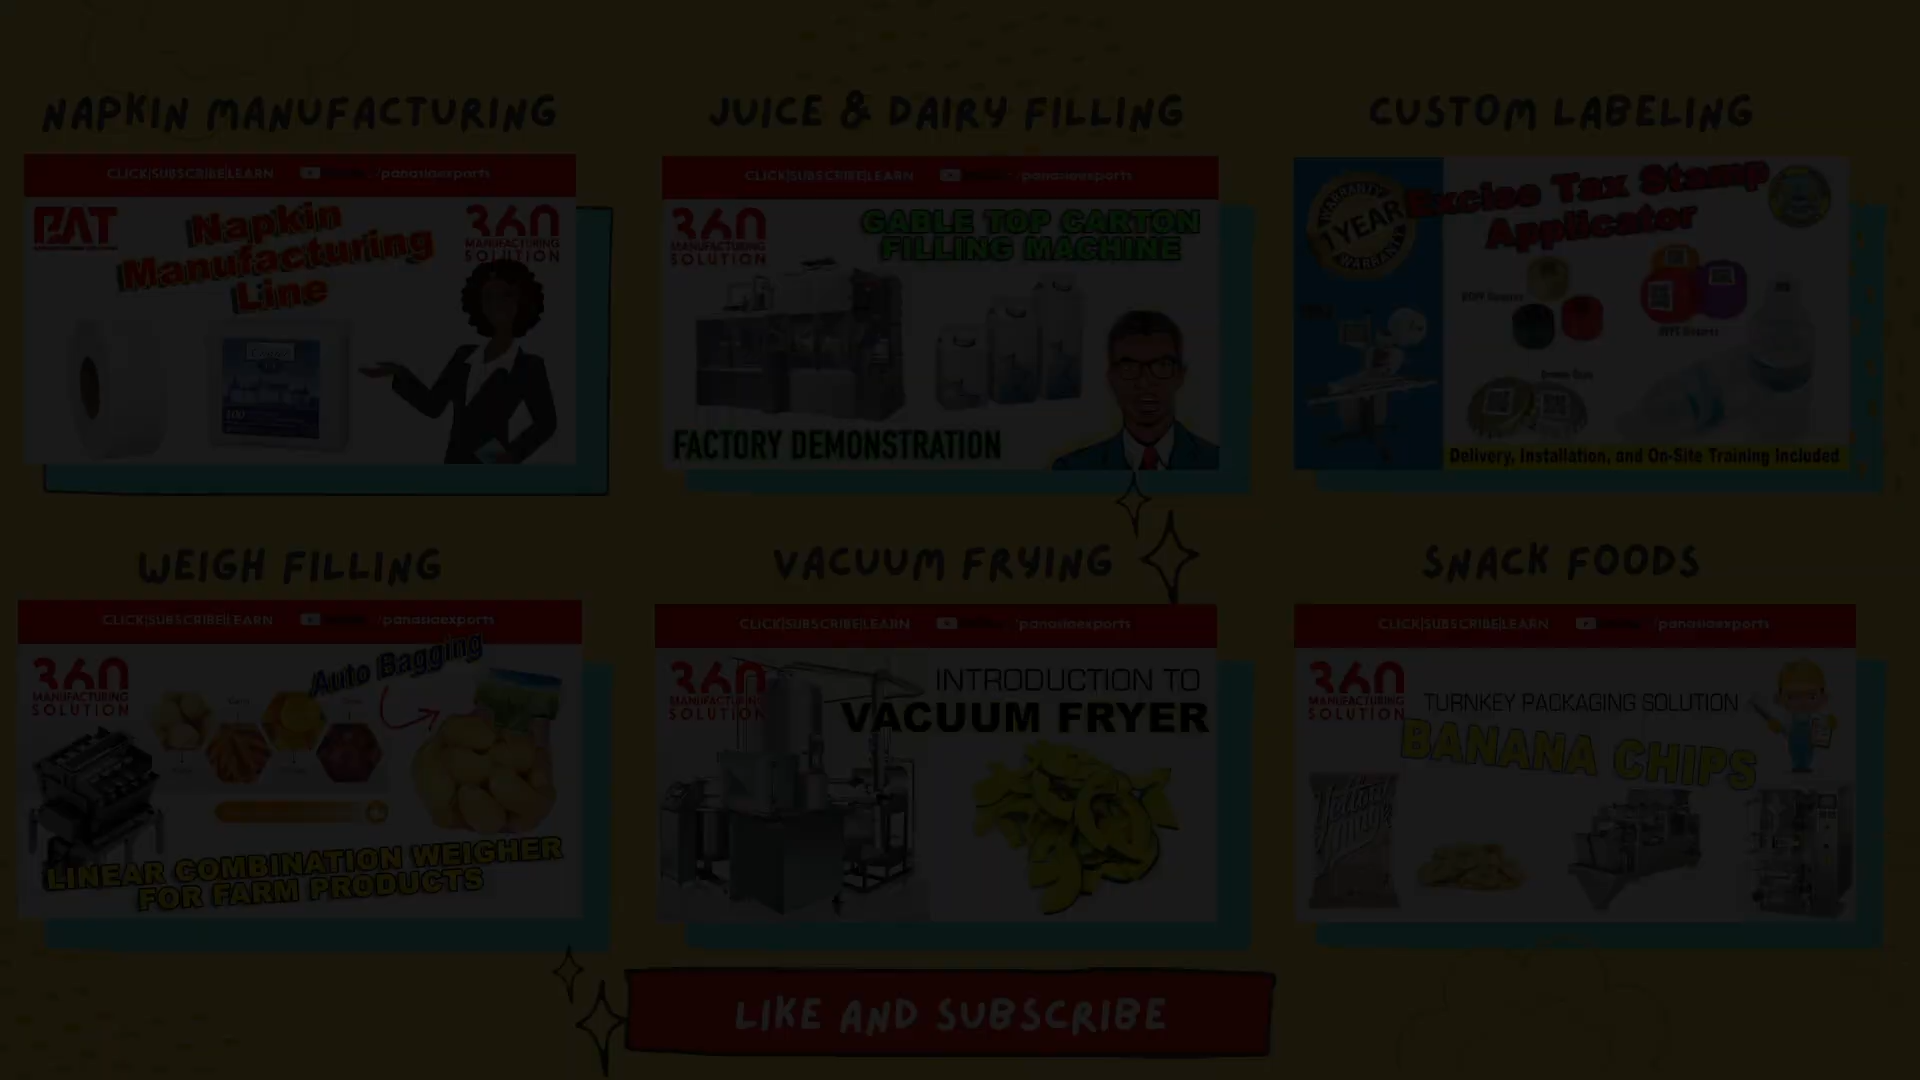 NAPKIN MANUFACTURING
CLICK|SUBSCRIBE|LEARN /panasiaexports
PAT
360
MANUFACTURING
SOLUTION
Napkin
Manufacturing
Line
100
JUICE & DAIRY FILLING
CLICK|SUBSCRIBE|LEARN /panasiaexports
360
MANUFACTURING
SOLUTION
GABLE TOP CARTON
FILLING MACHINE
FACTORY DEMONSTRATION
CUSTOM LABELING
WARRANTY
1 YEAR
WARRANTY
Excise Tax Stamp
Applicator
Delivery, Installation, and On-Site Training Included
WEIGH FILLING
CLICK|SUBSCRIBE|LEARN /panasiaexports
360
MANUFACTURING
SOLUTION
Auto Bagging
LINEAR COMBINATION WEIGHER
FOR FARM PRODUCTS
VACUUM FRYING
CLICK|SUBSCRIBE|LEARN /panasiaexports
360
MANUFACTURING
SOLUTION
INTRODUCTION TO
VACUUM FRYER
SNACK FOODS
CLICK|SUBSCRIBE|LEARN /panasiaexports
360
MANUFACTURING
SOLUTION
TURNKEY PACKAGING SOLUTION
BANANA CHIPS
LIKE AND SUBSCRIBE